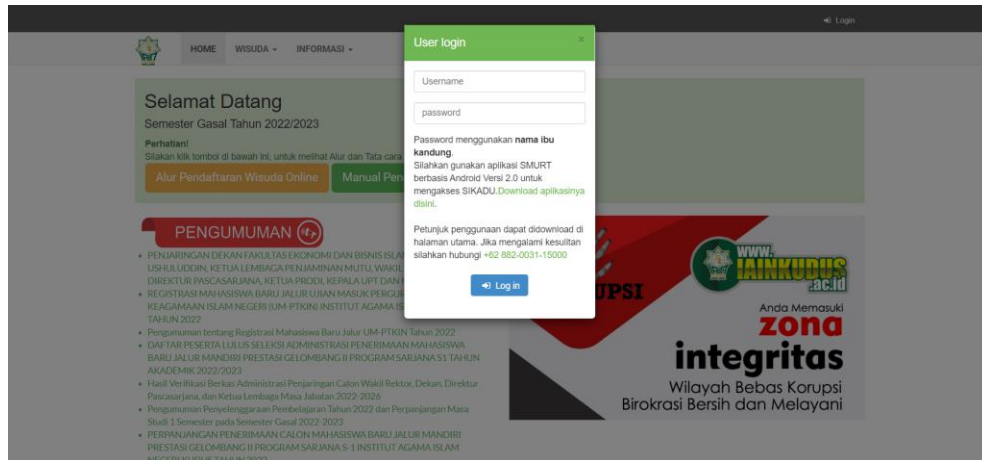 Login
HOME
WISUDA
INFORMASI
User login
×
Username
password
Password menggunakan nama ibu
kandung.
Silahkan gunakan aplikasi SMURT
berbasis Android Versi 2.0 untuk
mengakses SIKADU.Download aplikasinya
disini.
Petunjuk penggunaan dapat didownload di
halaman utama. Jika mengalami kesulitan
silahkan hubungi +62 882-0031-15000
Log in
Selamat Datang
Semester Gasal Tahun 2022/2023
Perhatian!
Silakan klik tombol di bawah ini, untuk melihat Alur dan Tata cara
Alur Pendaftaran Wisuda Online
Manual Pen
PENGUMUMAN
PENJARINGAN DEKAN FAKULTAS EKONOMI DAN BISNIS ISLA
USHULUDDIN, KETUA LEMBAGA PENJAMINAN MUTU, WAKIL
DIREKTUR PASCASARJANA, KETUA PRODI, KEPALA UPT DAN
REGISTRASI MAHASISWA BARU JALUR UJIAN MASUK PERGUR
KEAGAMAAN ISLAM NEGERI (UM-PTKIN) INSTITUT AGAMA IS
TAHUN 2022
Pengumuman tentang Registrasi Mahasiswa Baru Jalur UM-PTKIN Tahun 2022
DAFTAR PESERTA LULUS SELEKSI ADMINISTRASI PENERIMAAN MAHASISWA
BARU JALUR MANDIRI PRESTASI GELOMBANG II PROGRAM SARJANA S1 TAHUN
AKADEMIK 2022/2023
Hasil Verifikasi Berkas Administrasi Penjaringan Calon Wakil Rektor, Dekan, Direktur
Pascasarjana, dan Ketua Lembaga Masa Jabatan 2022-2026
Pengumuman Penyelenggaraan Pembelajaran Tahun 2022 dan Perpanjangan Masa
Studi 1 Semester pada Semester Gasal 2022-2023
PERPANJANGAN PENERIMAAN CALON MAHASISWA BARU JALUR MANDIRI
PRESTASI GELOMBANG II PROGRAM SARJANA S-1 INSTITUT AGAMA ISLAM
NEGERI KUDUS TAHUN 2022
UPSI
www.
IAINKUDUS
.ac.id
Anda Memasuki
zona
integritas
Wilayah Bebas Korupsi
Birokrasi Bersih dan Melayani